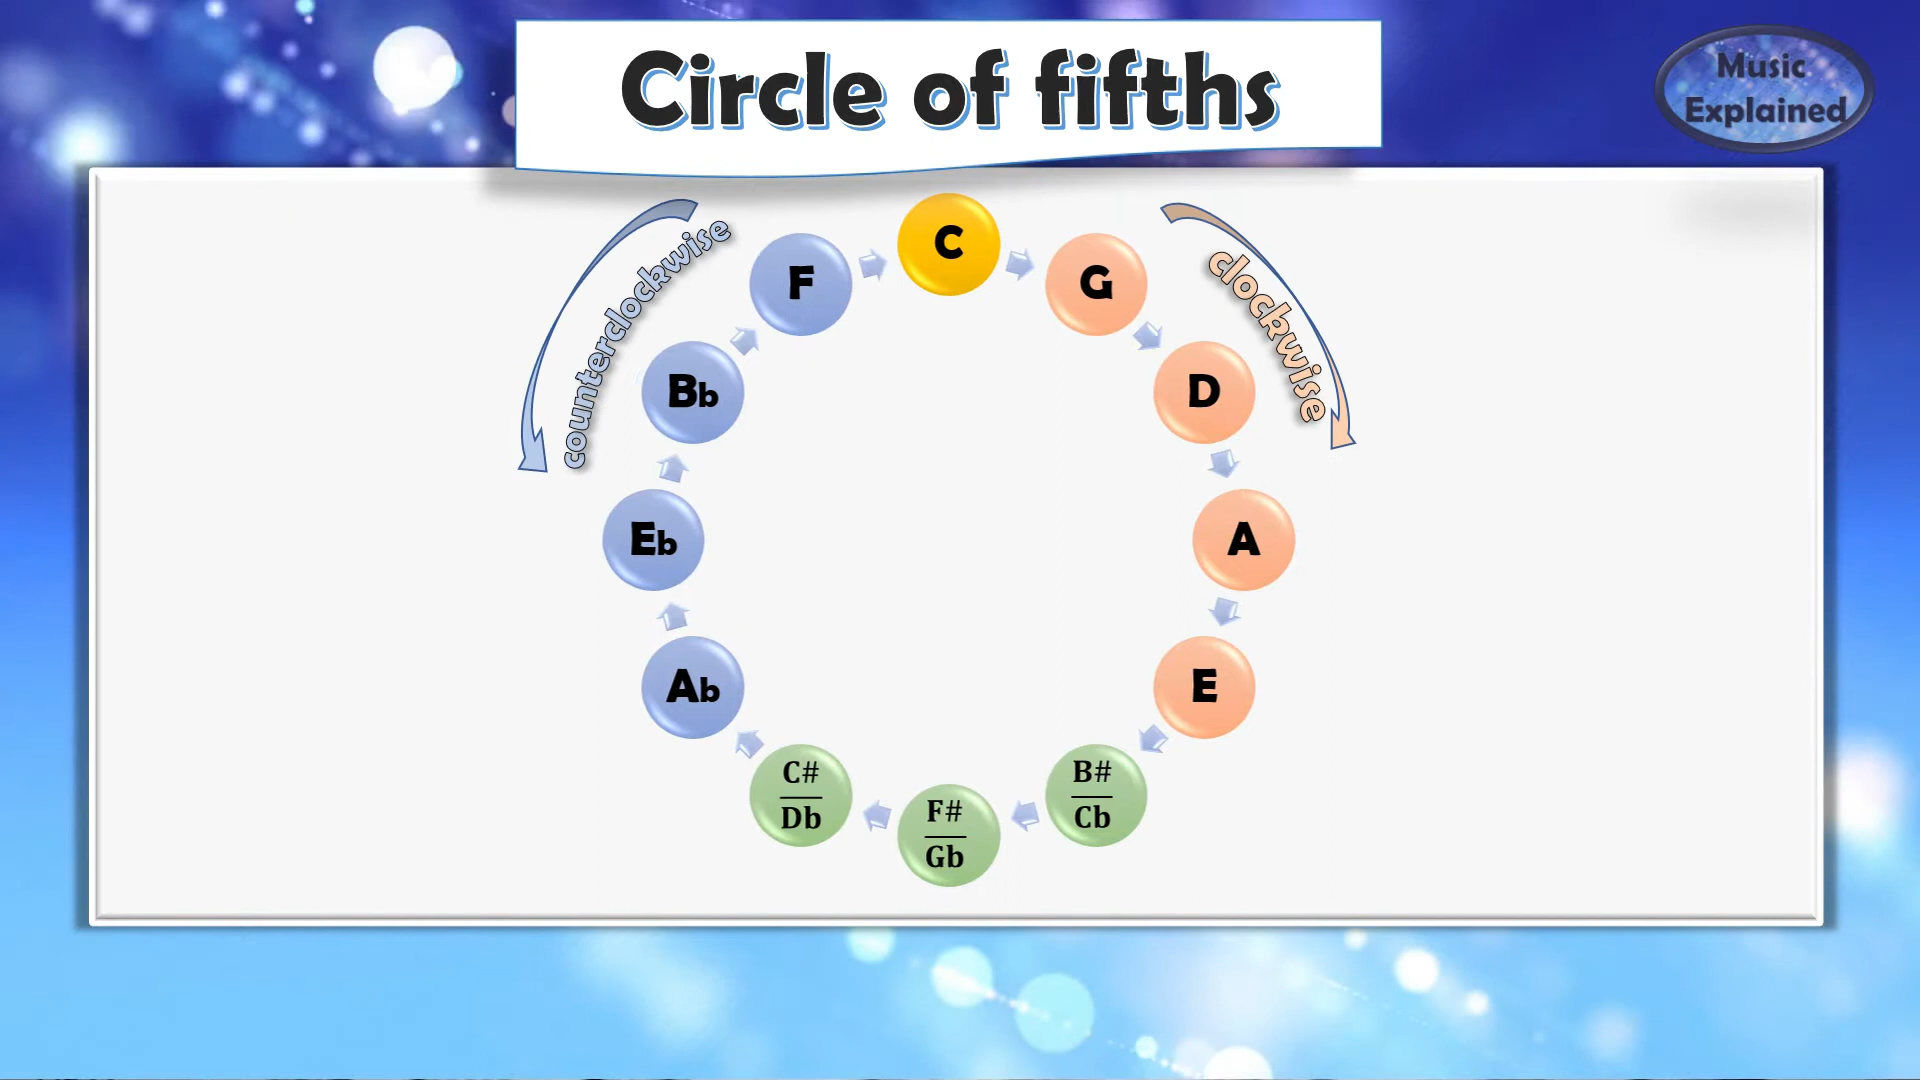 Circle of fifths
Music
Explained
counterclockwise
clockwise
C
G
D
A
E
B#
Cb
F#
Gb
C#
Db
Ab
Eb
Bb
F